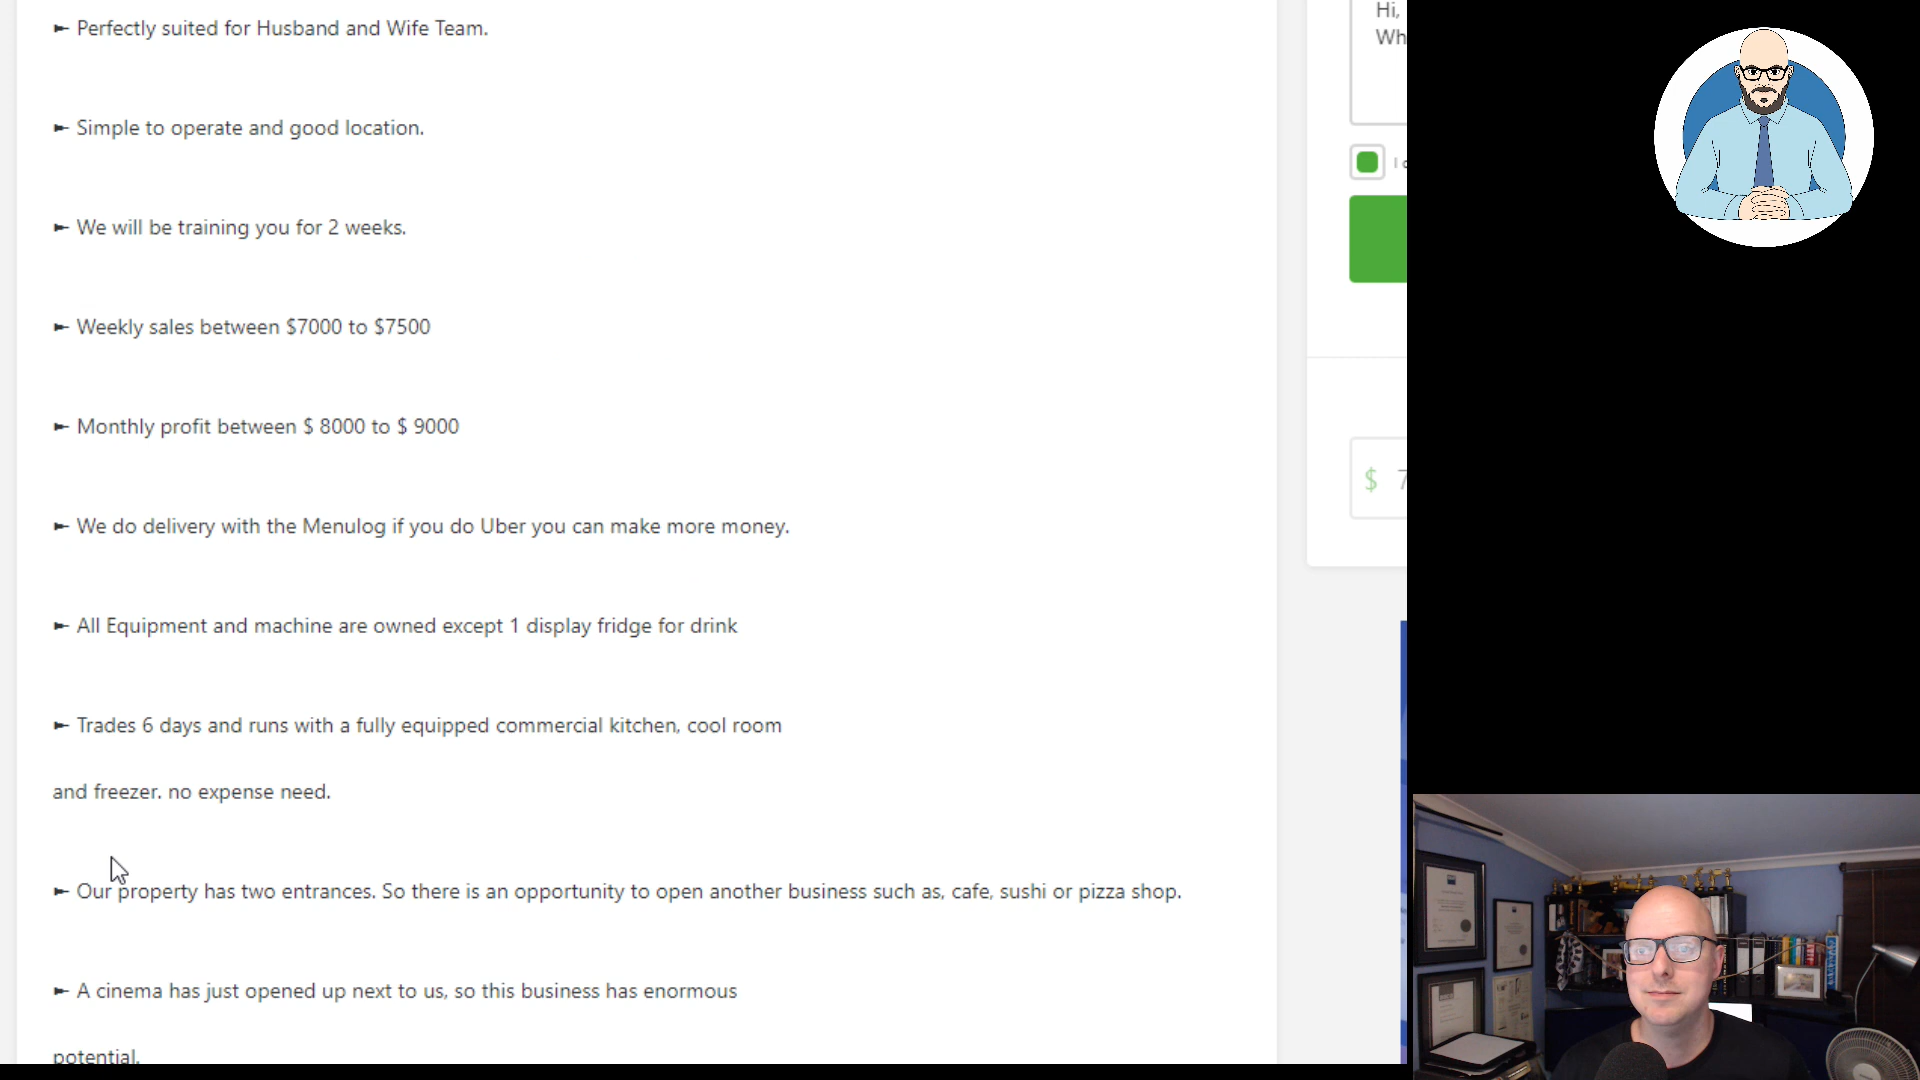 ► Perfectly suited for Husband and Wife Team.
► Simple to operate and good location.
► We will be training you for 2 weeks.
► Weekly sales between $7000 to $7500
► Monthly profit between $ 8000 to $ 9000
► We do delivery with the Menulog if you do Uber you can make more money.
► All Equipment and machine are owned except 1 display fridge for drink
► Trades 6 days and runs with a fully equipped commercial kitchen, cool room
and freezer. no expense need.
► Our property has two entrances. So there is an opportunity to open another business such as, cafe, sushi or pizza shop.
► A cinema has just opened up next to us, so this business has enormous
potential.
Hi,
Wh
I
$ 7